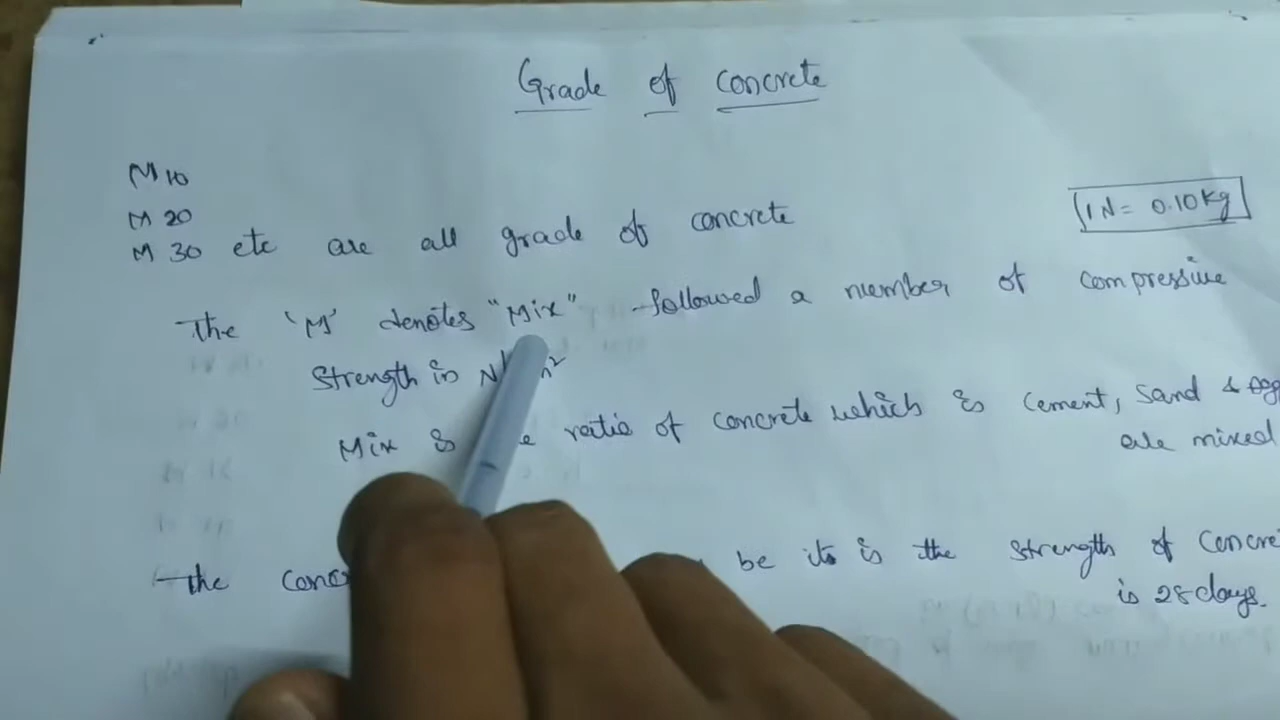 Grade of concrete
M10
M 20
M 30 etc are all grade of concrete
1 N = 0.10 kg
The 'M' denotes "Mix" followed a number of compressive
Strength in
Mix is ratio of concrete which is cement, sand &
are mixed
The be its is the strength of
is 28 days.